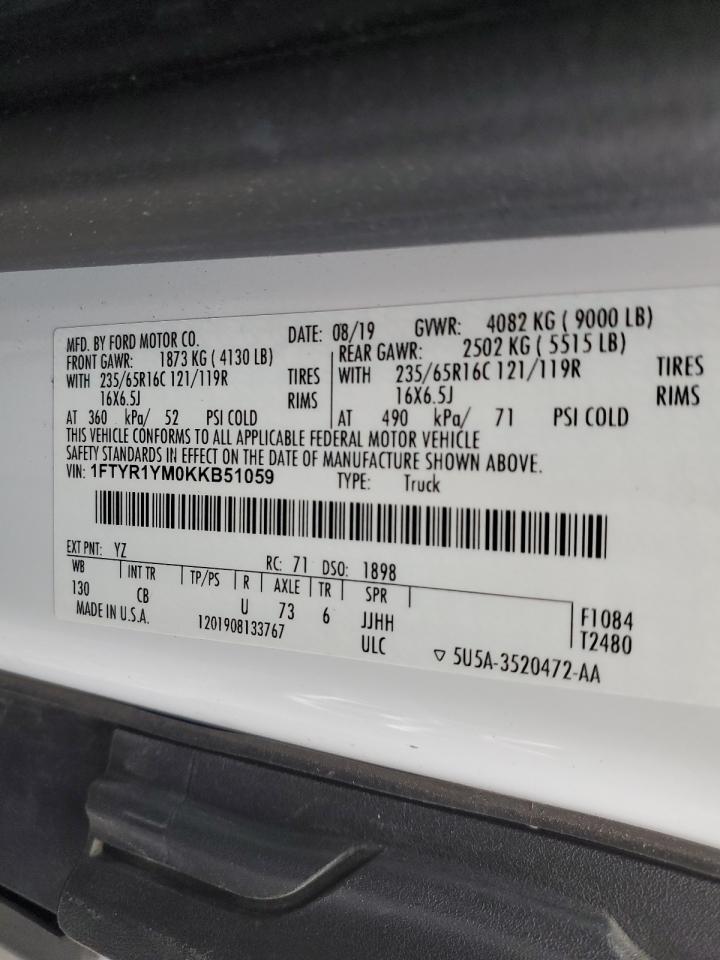 MFD. BY FORD MOTOR CO. DATE: 08/19 GVWR: 4082 KG ( 9000 LB)
FRONT GAWR: 1873 KG ( 4130 LB) REAR GAWR: 2502 KG ( 5515 LB)
WITH 235/65R16C 121/119R TIRES WITH 235/65R16C 121/119R TIRES
16X6.5J RIMS 16X6.5J RIMS
AT 360 kPa/ 52 PSI COLD AT 490 kPa/ 71 PSI COLD
THIS VEHICLE CONFORMS TO ALL APPLICABLE FEDERAL MOTOR VEHICLE
SAFETY STANDARDS IN EFFECT ON THE DATE OF MANUFACTURE SHOWN ABOVE.
VIN: 1FTYR1YM0KKB51059 TYPE: Truck
EXT PNT: YZ RC: 71 DSO: 1898
WB INT TR TP/PS R AXLE TR SPR
130 CB U 73 6 JJHH F1084
MADE IN U.S.A. 1201908133767 ULC T2480
▽ 5U5A-3520472-AA